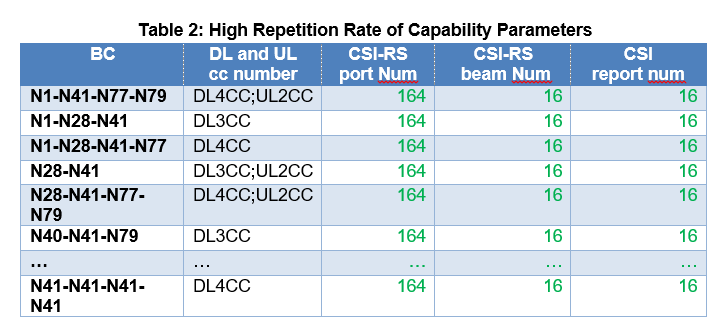 Table 2: High Repetition Rate of Capability Parameters
BC DL and UL cc number CSI-RS port Num CSI-RS beam Num CSI report num
N1-N41-N77-N79 DL4CC;UL2CC 164 16 16
N1-N28-N41 DL3CC 164 16 16
N1-N28-N41-N77 DL4CC 164 16 16
N28-N41 DL3CC;UL2CC 164 16 16
N28-N41-N77-N79 DL4CC;UL2CC 164 16 16
N40-N41-N79 DL3CC 164 16 16
... ... ... ... ...
N41-N41-N41-N41 DL4CC 164 16 16